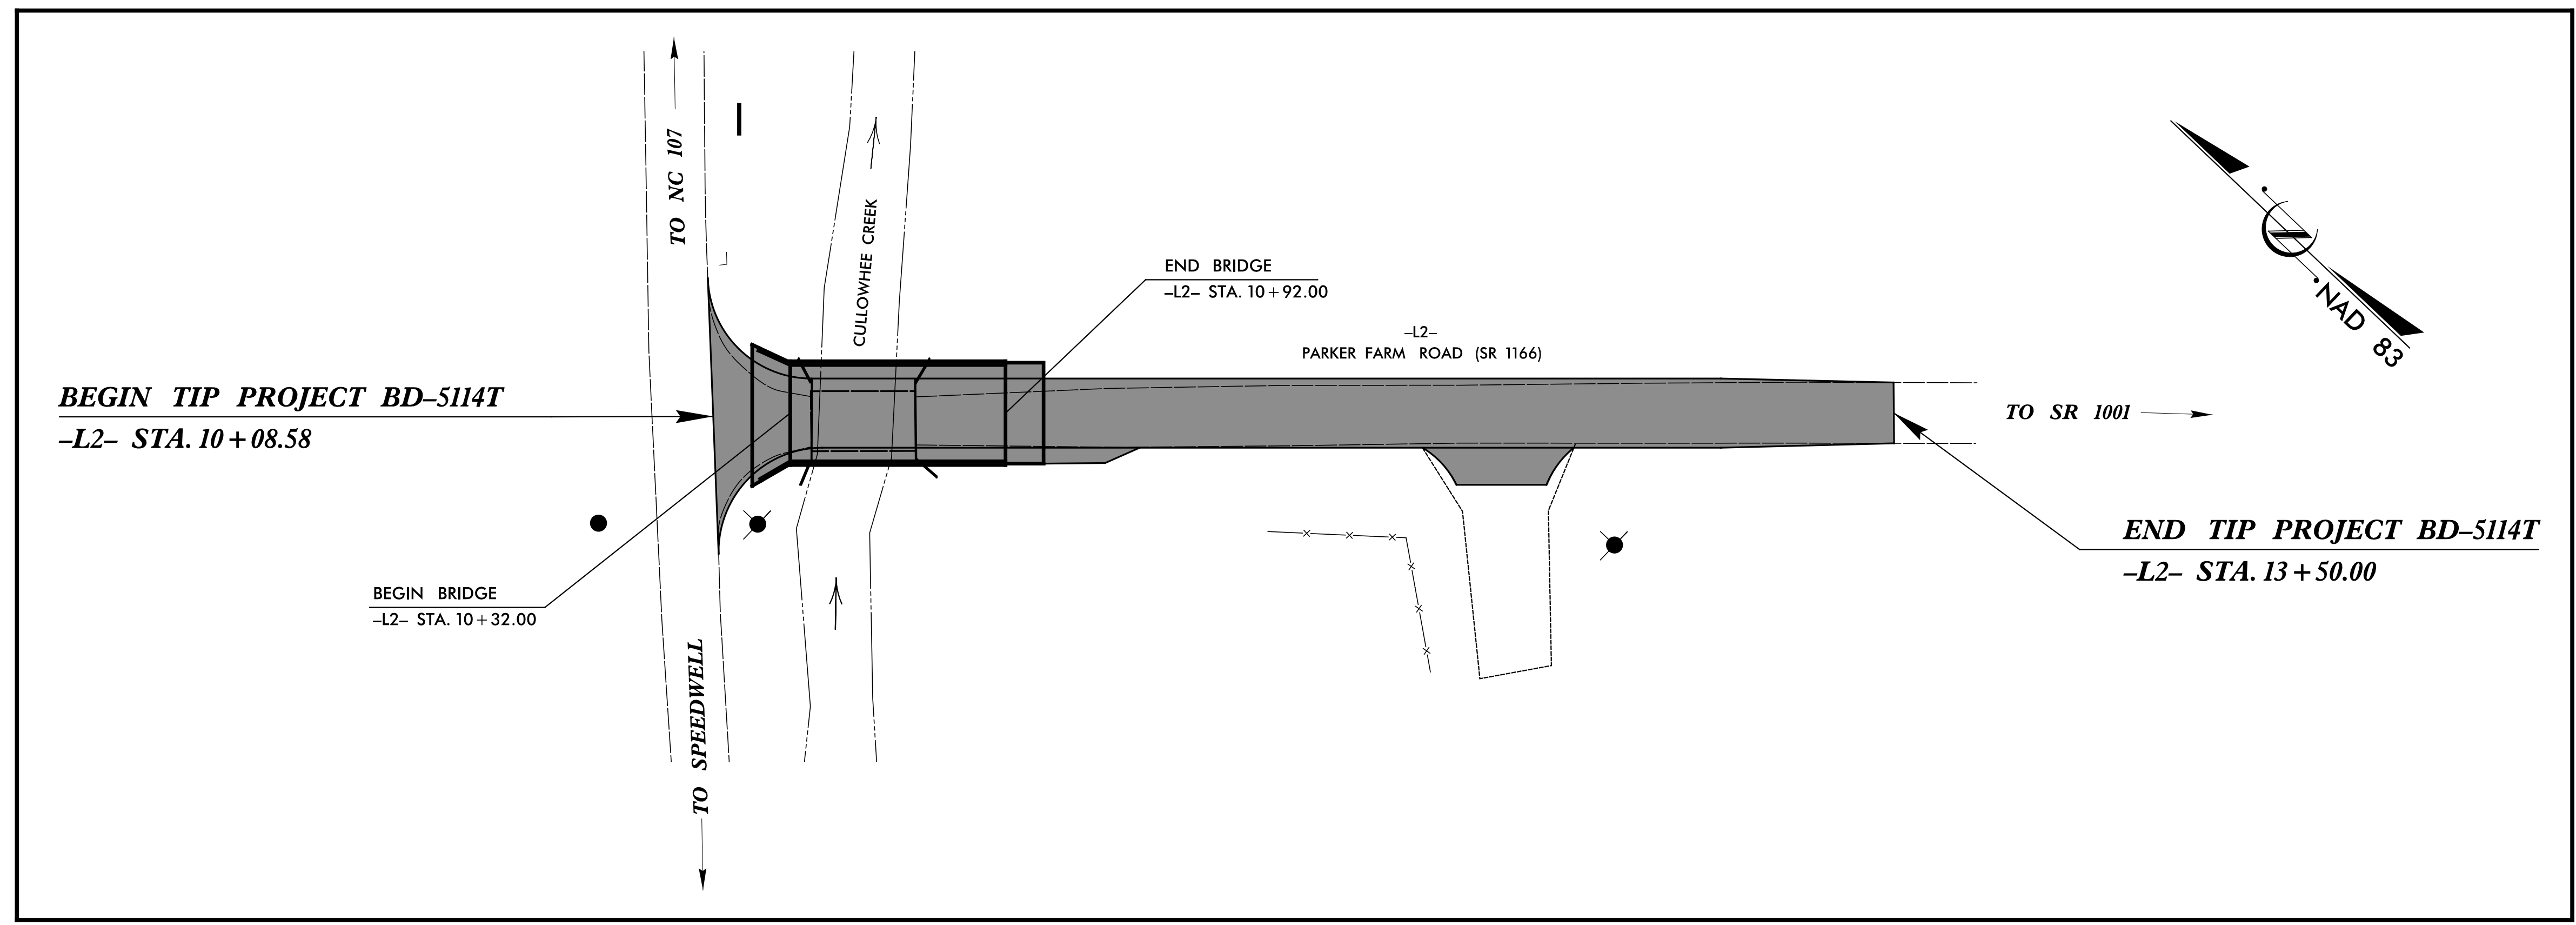 TO NC 107
CULLOWHEE CREEK
END BRIDGE
–L2– STA. 10+92.00
–L2–
PARKER FARM ROAD (SR 1166)
NAD 83
BEGIN TIP PROJECT BD–5114T
–L2– STA. 10+08.58
TO SR 1001
END TIP PROJECT BD–5114T
–L2– STA. 13+50.00
BEGIN BRIDGE
–L2– STA. 10+32.00
TO SPEEDWELL